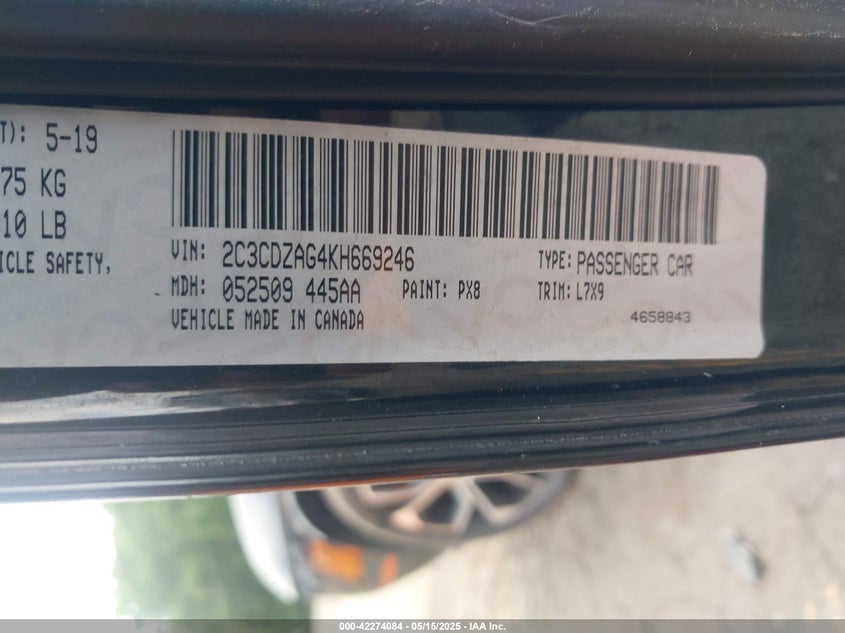 T): 5-19
75 KG
10 LB
ICLE SAFETY,
VIN: 2C3CDZAG4KH669246 TYPE: PASSENGER CAR
MDH: 052509 445AA PAINT: PX8 TRIM: L7X9
VEHICLE MADE IN CANADA 4658843
000-42274084 - 05/15/2025 - IAA Inc.